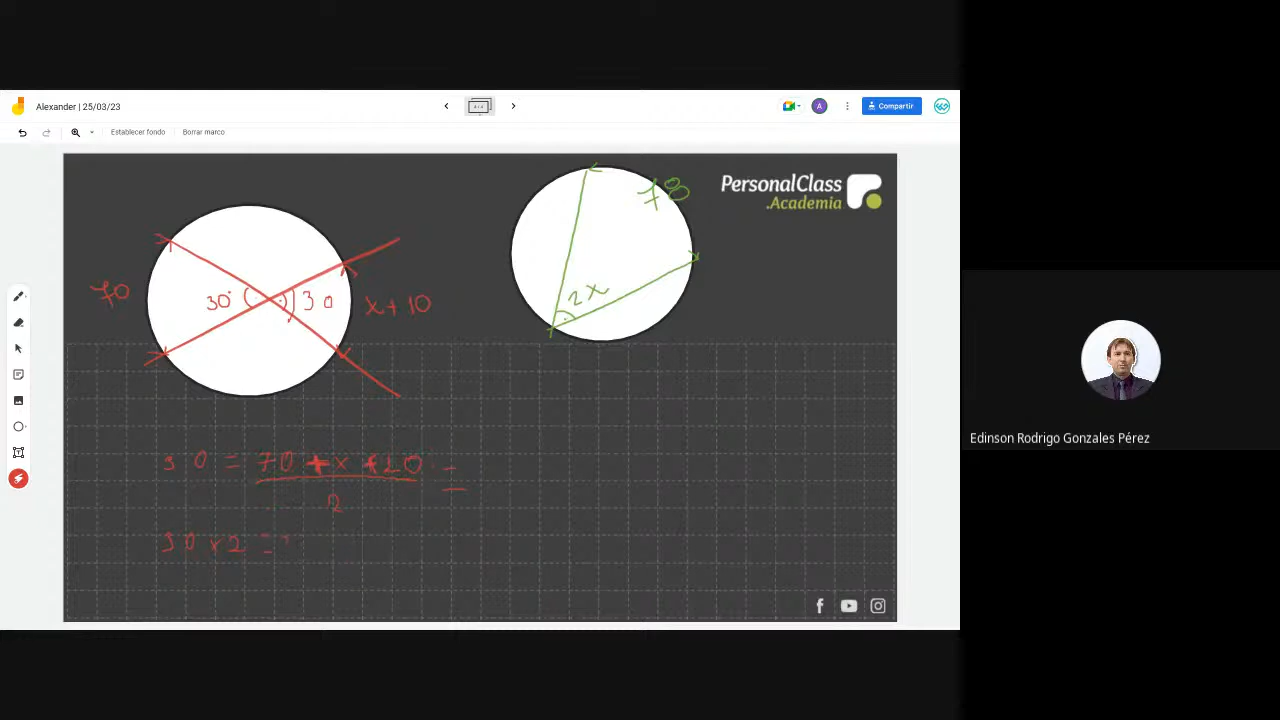 Alexander | 25/03/23
A
Compartir
Establecer fondo
Borrar marco
PersonalClass
.Academia
78
70
30°
30
x + 10
2x
30 = 70 + x + 10
2
30 x 2 =
Edinson Rodrigo Gonzales Pérez